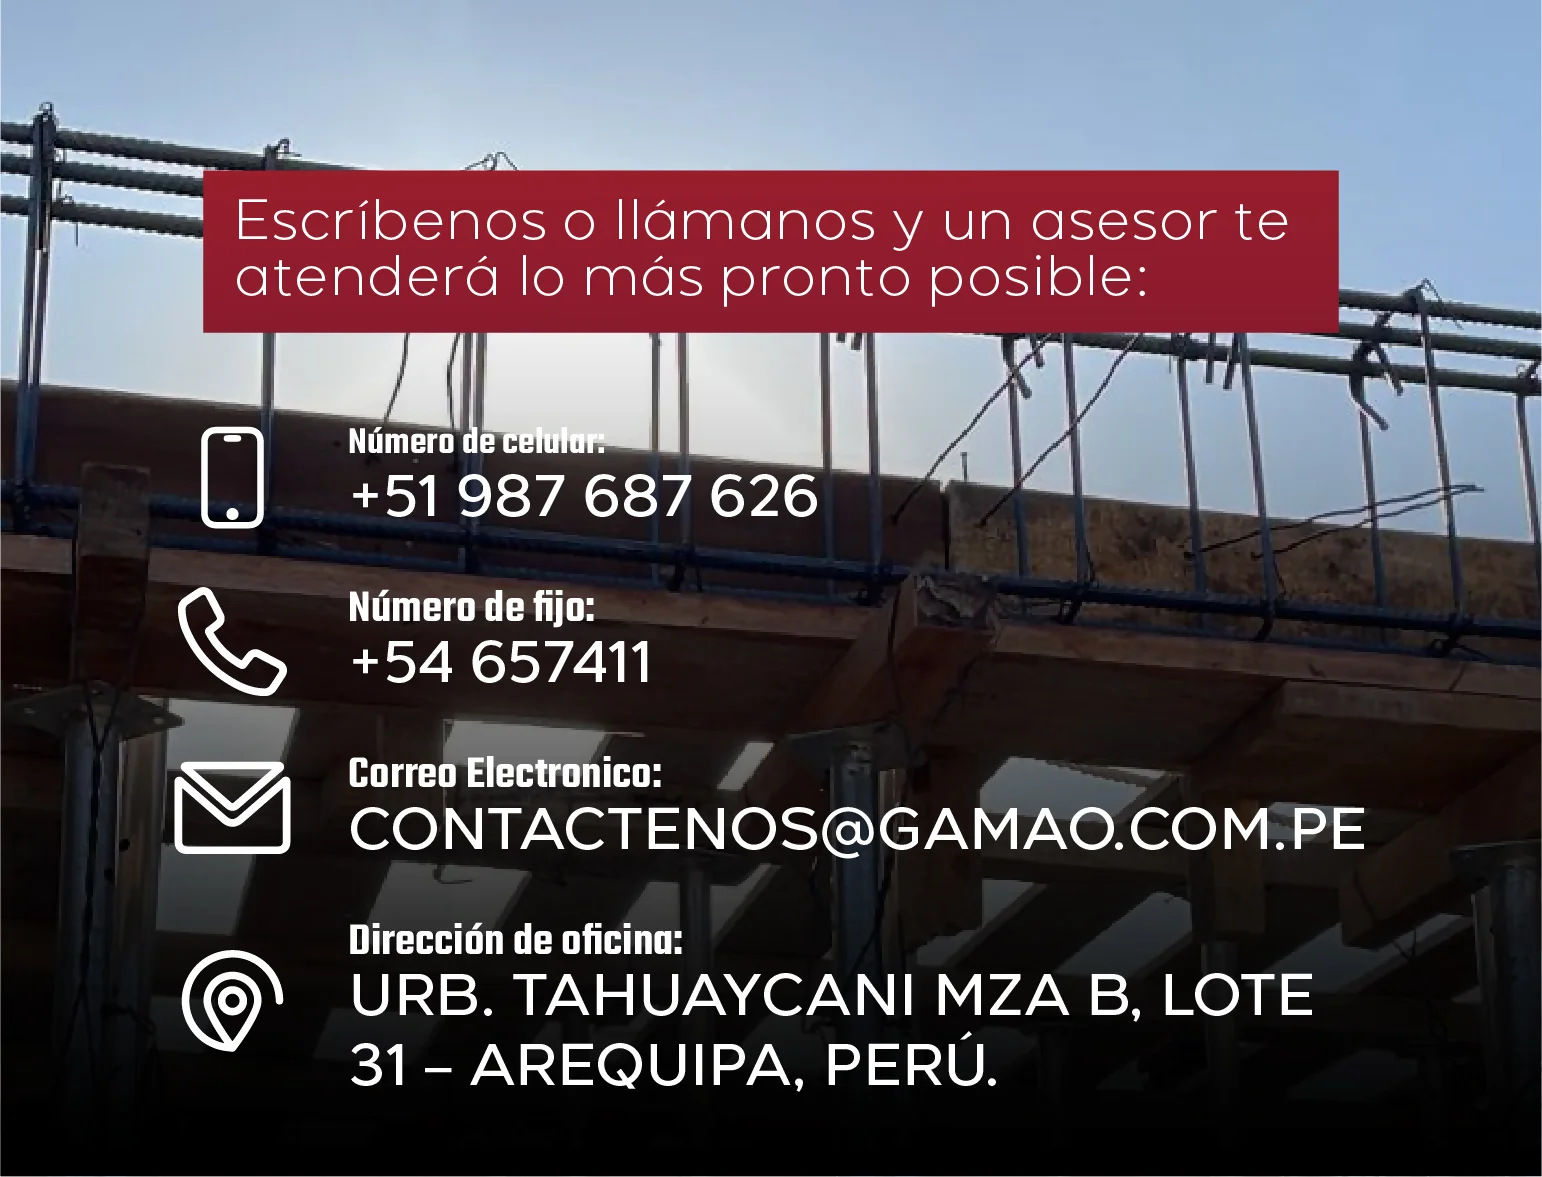 Escríbenos o llámanos y un asesor te
atenderá lo más pronto posible:
Número de celular:
+51 987 687 626
Número de fijo:
+54 657411
Correo Electronico:
CONTACTENOS@GAMAO.COM.PE
Dirección de oficina:
URB. TAHUAYCANI MZA B, LOTE
31 – AREQUIPA, PERÚ.